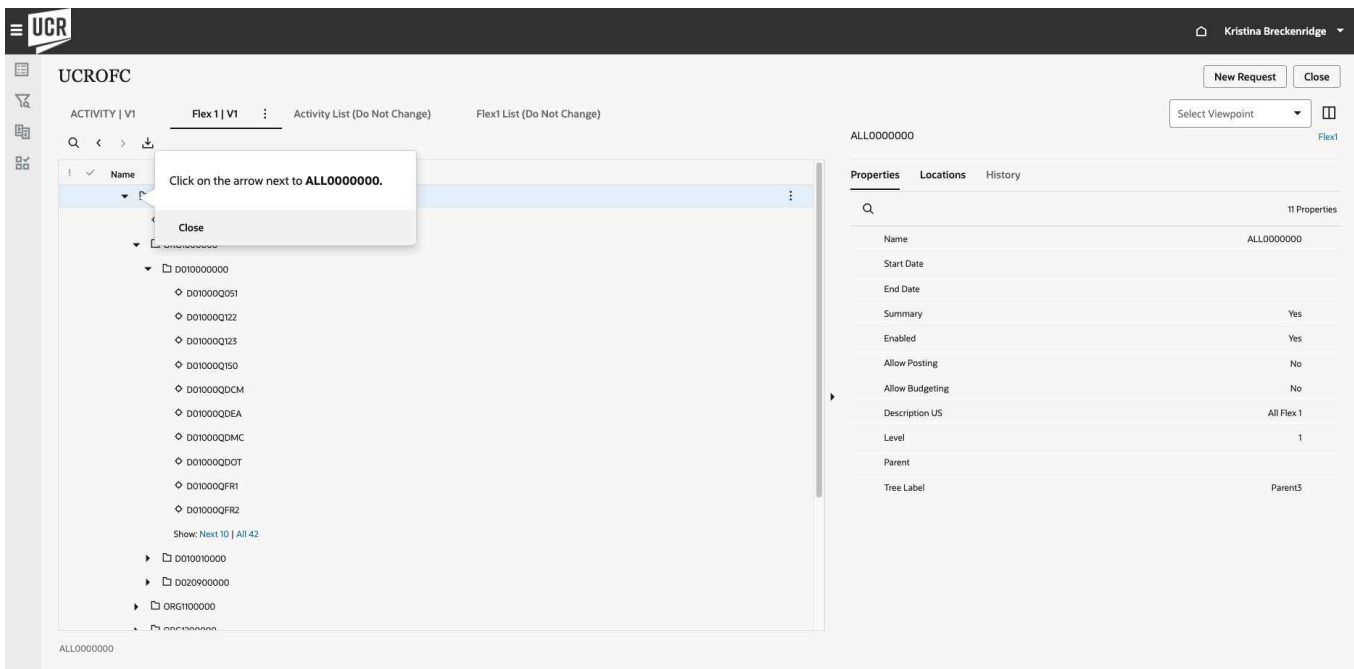 UCR
Kristina Breckenridge
UCROFC
New Request
Close
ACTIVITY | V1
Flex 1 | V1
Activity List (Do Not Change)
Flex1 List (Do Not Change)
Select Viewpoint
ALL0000000
Flex1
! Name
Click on the arrow next to ALL0000000.
Close
Properties
Locations
History
11 Properties
Name ALL0000000
Start Date
End Date
Summary Yes
Enabled Yes
Allow Posting No
Allow Budgeting No
Description US All Flex 1
Level 1
Parent
Tree Label Parent3
D010000000
D01000Q051
D01000Q122
D01000Q123
D01000Q150
D01000QDCM
D01000QDEA
D01000QDMC
D01000QDOT
D01000QFR1
D01000QFR2
Show: Next 10 | All 42
D010010000
D020900000
ORG1100000
ALL0000000